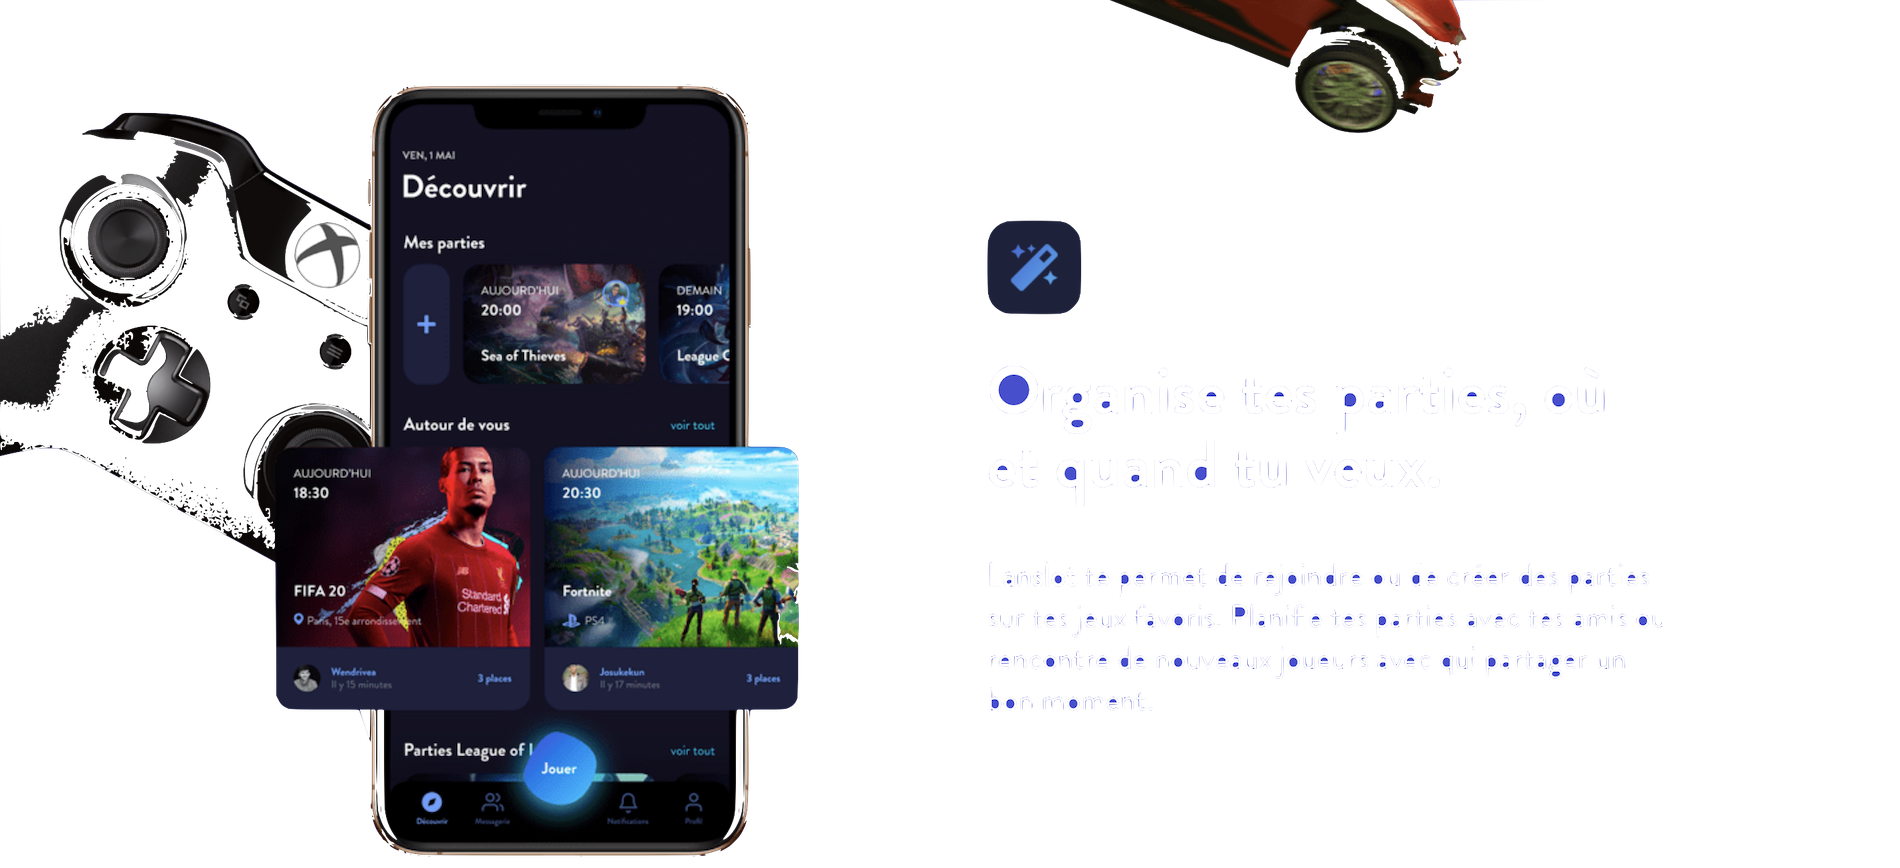 VEN, 1 MAI
Découvrir
Mes parties
AUJOURD'HUI
20:00
Sea of Thieves
DEMAIN
19:00
League
Autour de vous
voir tout
AUJOURD'HUI
18:30
FIFA 20
Paris, 15e arrondissement
Standard
Chartered
Wendrivea
Il y 15 minutes
3 places
AUJOURD'HUI
20:30
Fortnite
PS4
Josukekun
Il y 17 minutes
3 places
Parties League of
voir tout
Jouer
Découvrir
Messagerie
Notifications
Profil
Organise tes parties, où
et quand tu veux.
Lanslot te permet de rejoindre ou de créer des parties
sur tes jeux favoris. Planifie tes parties avec tes amis ou
rencontre de nouveaux joueurs avec qui partager un
bon moment.